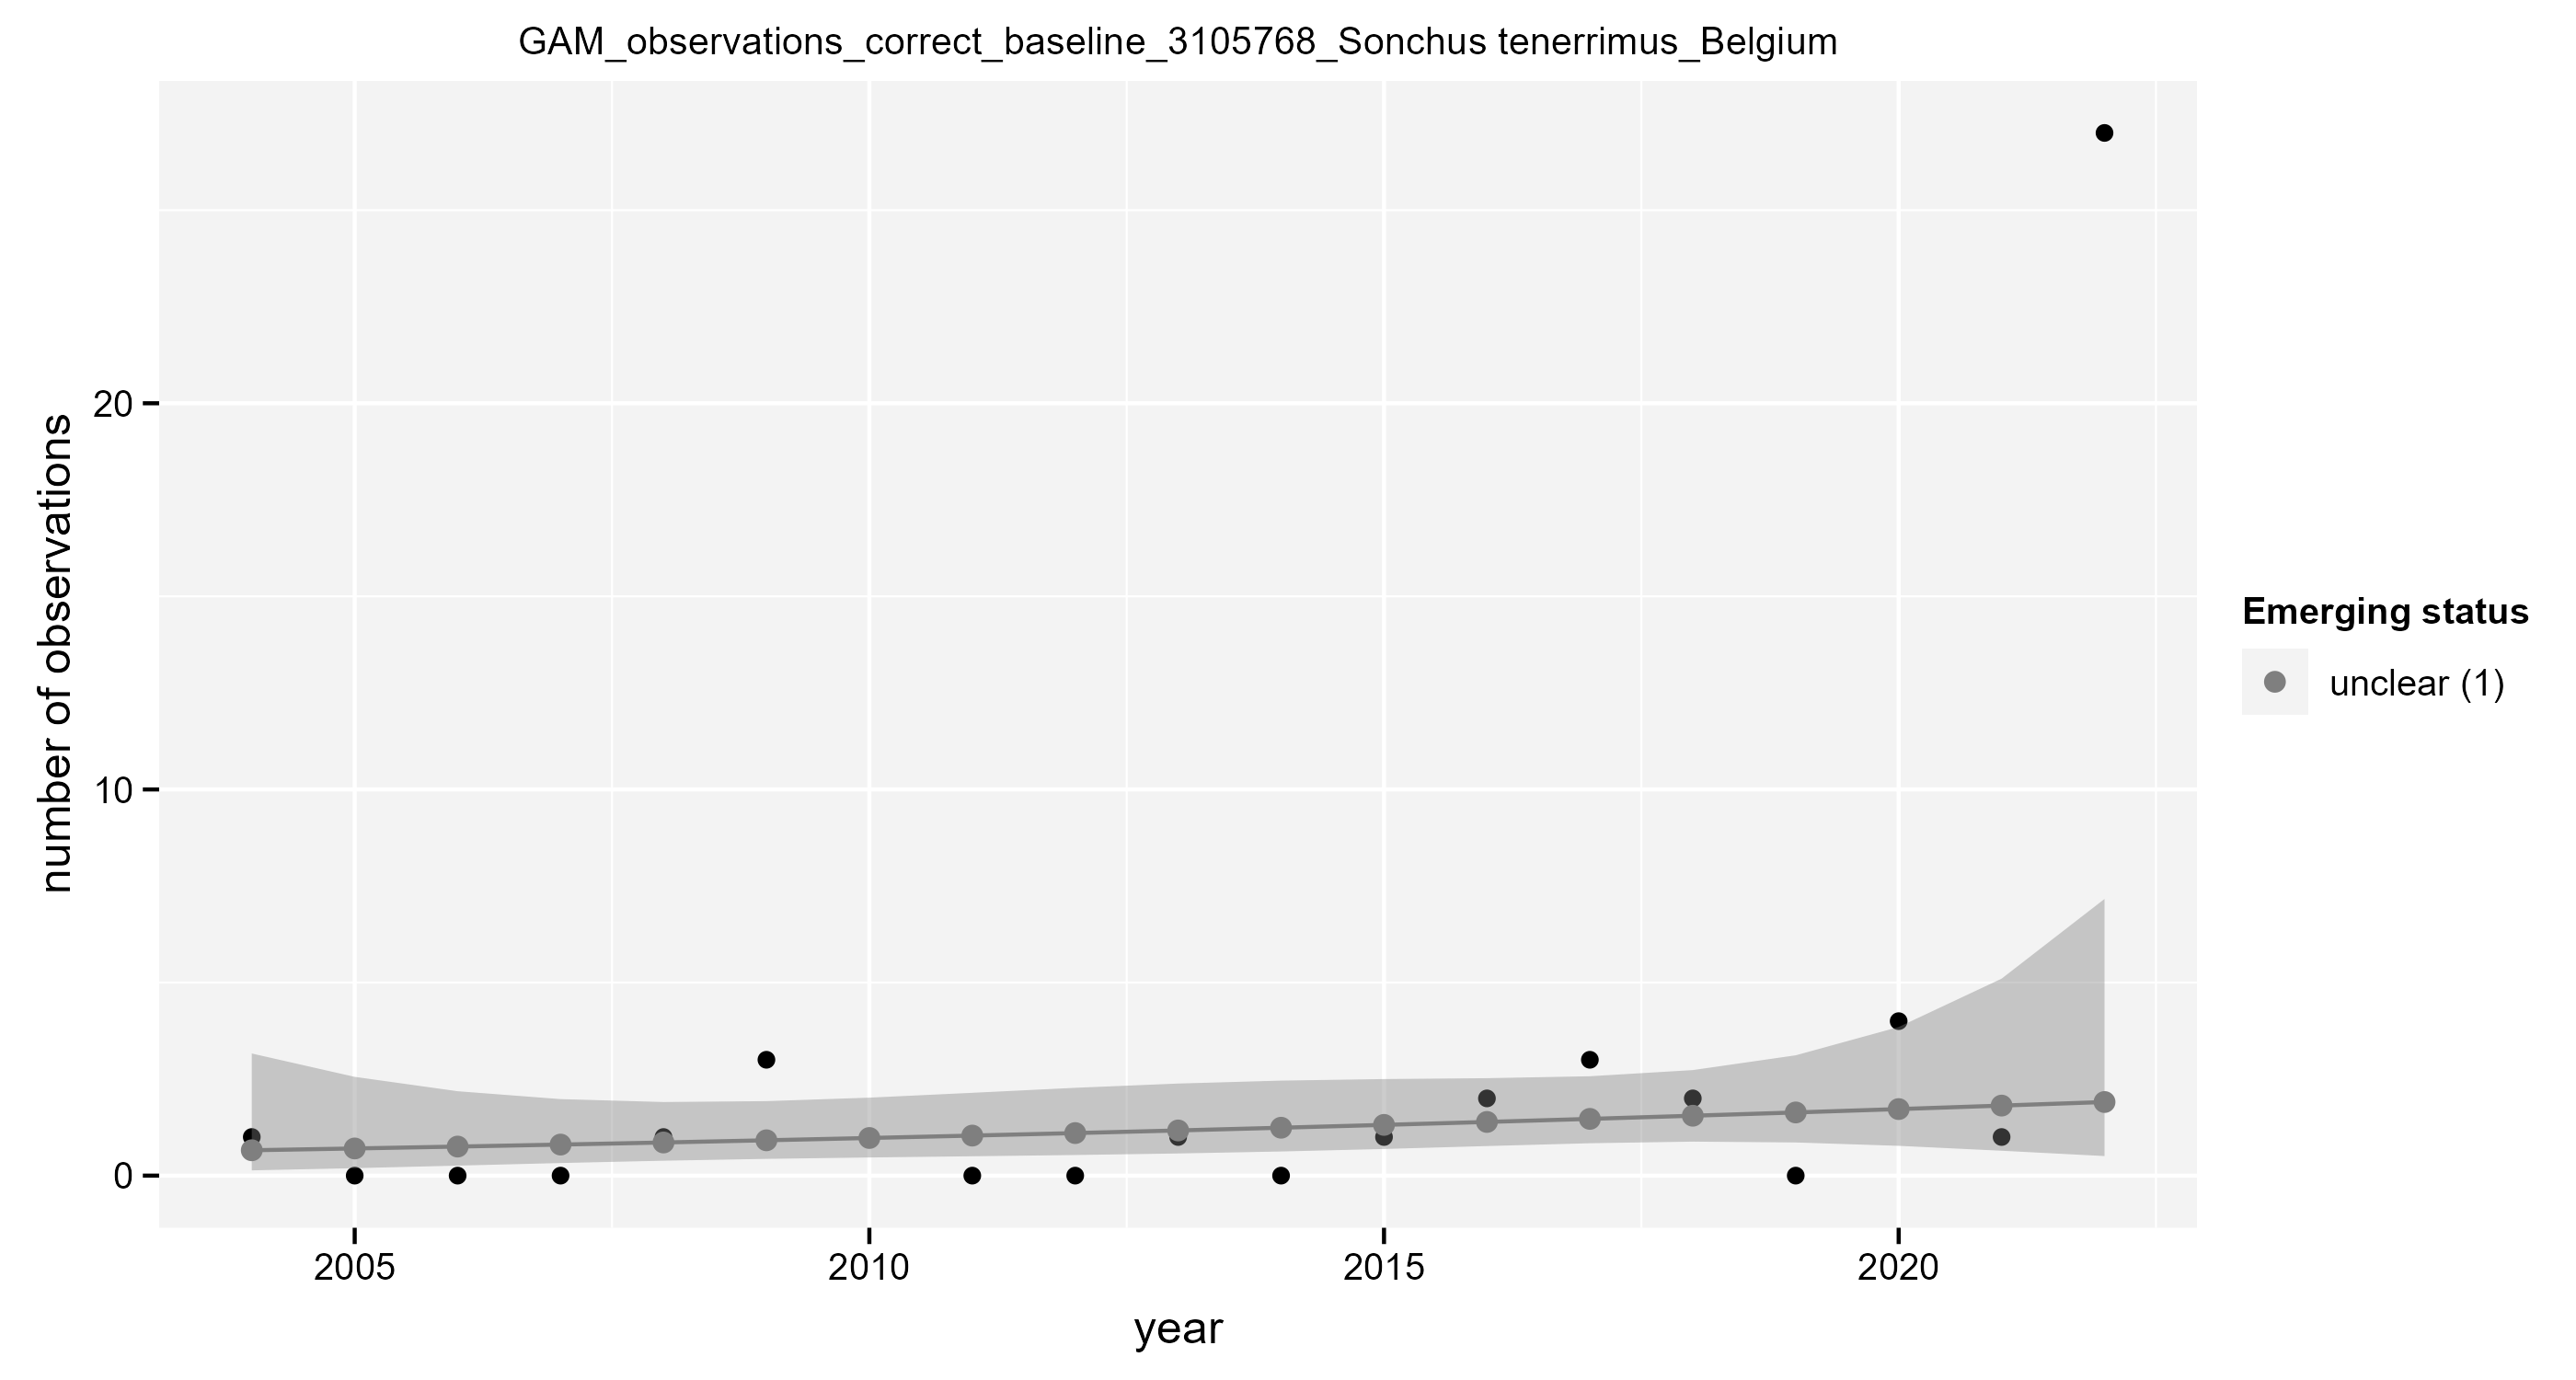 GAM_observations_correct_baseline_3105768_Sonchus tenerrimus_Belgium
number of observations
20
10
0
2005
2010
2015
2020
year
Emerging status
unclear (1)